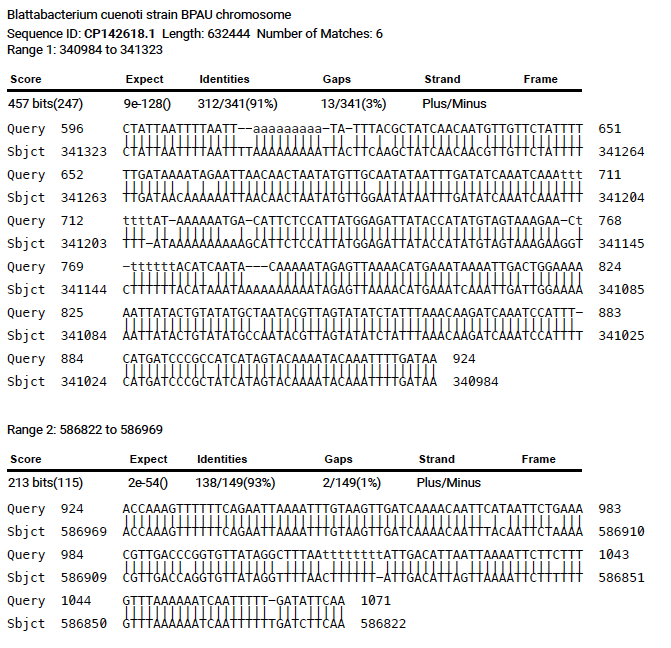 Blattabacterium cuenoti strain BPAU chromosome
Sequence ID: CP142618.1 Length: 632444 Number of Matches: 6
Range 1: 340984 to 341323
Score Expect Identities Gaps Strand Frame
457 bits(247) 9e-128() 312/341(91%) 13/341(3%) Plus/Minus
Query 596 CTATTAATTTTAATT--aaaaaaaaa-TA-TTTACGCTATCAACAATGTTGTTCTATTTT 651
Sbjct 341323 CTATTAATTTTAATTTTAAAAAAAAATTACTTCAAGCTATCAACAACGTTGTTCTATTTT 341264
Query 652 TTGATAAAATAGAATTAACAACTAATATGTTGCAATATAATTTGATATCAAATCAAAttt 711
Sbjct 341263 TTGATAACAAAAAATTAACAACTAATATGTTGGAATATAATTTGATATCAAATCAAATTT 341204
Query 712 ttttAT-AAAAAATGA-CATTCTCCATTATGGAGATTATACCATATGTAGTAAAGAA-Ct 768
Sbjct 341203 TTT-ATAAAAAAAAAAGCATTCTCCATTATGGAGATTATACCATATGTAGTAAAGAAGGT 341145
Query 769 -ttttttACATCAATA---CAAAAATAGAGTTAAAACATGAAATAAAATTGACTGGAAAA 824
Sbjct 341144 CTTTTTTACATAAATAAAAAAAAAATAGAGTTAAAACATGAAATCAAATTGATTGGAAAA 341085
Query 825 AATTATACTGTATATGCTAATACGTTAGTATATCTATTTAAACAAGATCAAATCCATTT- 883
Sbjct 341084 AATTATACTGTATATGCCAATACGTTAGTATATCTATTTAAACAAGATCAAATCCATTTT 341025
Query 884 CATGATCCCGCCATCATAGTACAAAATACAAATTTTGATAA 924
Sbjct 341024 CATGATCCCGCTATCATAGTACAAAATACAAATTTTGATAA 340984
Range 2: 586822 to 586969
Score Expect Identities Gaps Strand Frame
213 bits(115) 2e-54() 138/149(93%) 2/149(1%) Plus/Minus
Query 924 ACCAAAGTTTTTTCAGAATTAAAATTTGTAAGTTGATCAAAACAATTCATAATTCTGAAA 983
Sbjct 586969 ACCAAAGTTTTTTCAGAATTAAAATTTGTAAGTTGATCAAAACAATTTACAATTCTAAAA 586910
Query 984 CGTTGACCCGGTGTTATAGGCTTTAAttttttttATTGACATTAATTAAAATTCTTCTTT 1043
Sbjct 586909 CGTTGACCAGGTGTTATAGGTTTTAACTTTTTT-ATTGACATTAGTTAAAATTCTTTTTT 586851
Query 1044 GTTTAAAAAATCAATTTTT-GATATTCAA 1071
Sbjct 586850 GTTTAAAAAATCAATTTTTTGATCTTCAA 586822